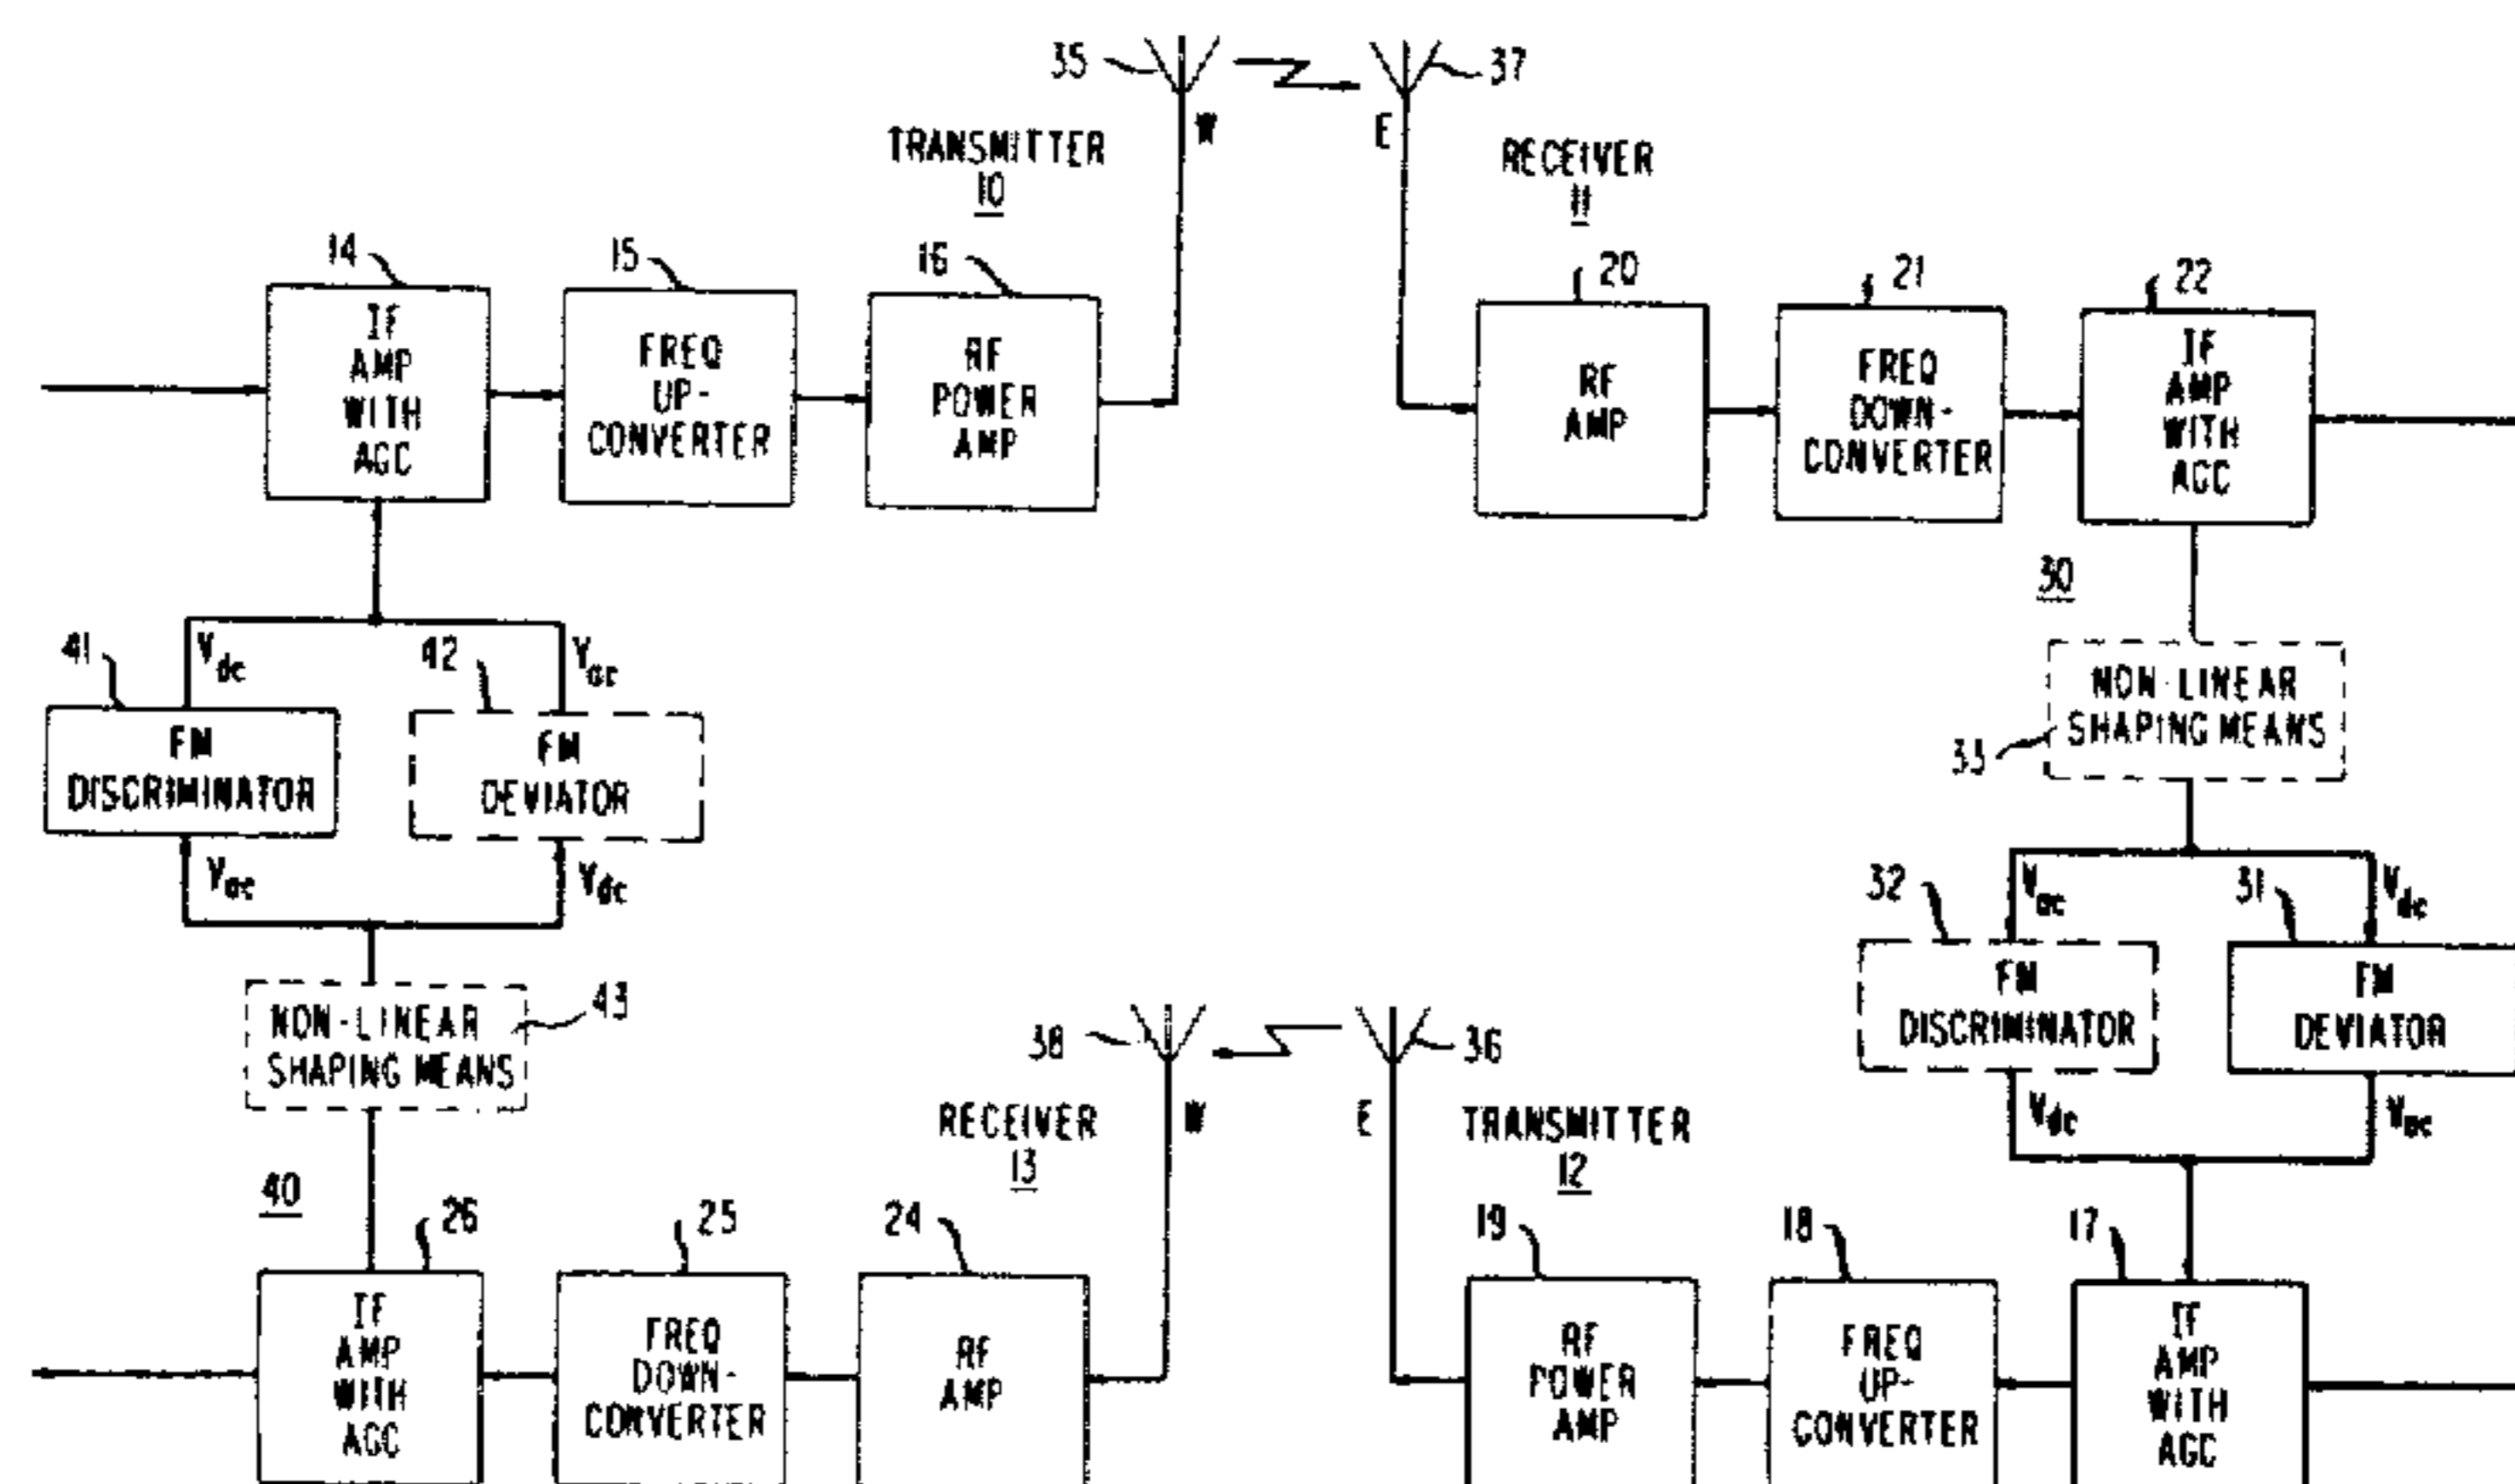 35
37
W
E
TRANSMITTER
10
RECEIVER
11
14
15
16
20
21
22
IF
AMP
WITH
AGC
FREQ
UP-
CONVERTER
RF
POWER
AMP
RF
AMP
FREQ
DOWN-
CONVERTER
IF
AMP
WITH
AGC
30
41
Vdc
42
Vac
FM
DISCRIMINATOR
FM
DEVIATOR
NON-LINEAR
SHAPING MEANS
33
Vac
Vdc
32
Vac
31
Vdc
NON-LINEAR
SHAPING MEANS
43
FM
DISCRIMINATOR
FM
DEVIATOR
38
36
W
E
RECEIVER
13
TRANSMITTER
12
Vdc
Vac
40
26
25
24
19
18
17
IF
AMP
WITH
AGC
FREQ
DOWN-
CONVERTER
RF
AMP
RF
POWER
AMP
FREQ
UP-
CONVERTER
IF
AMP
WITH
AGC